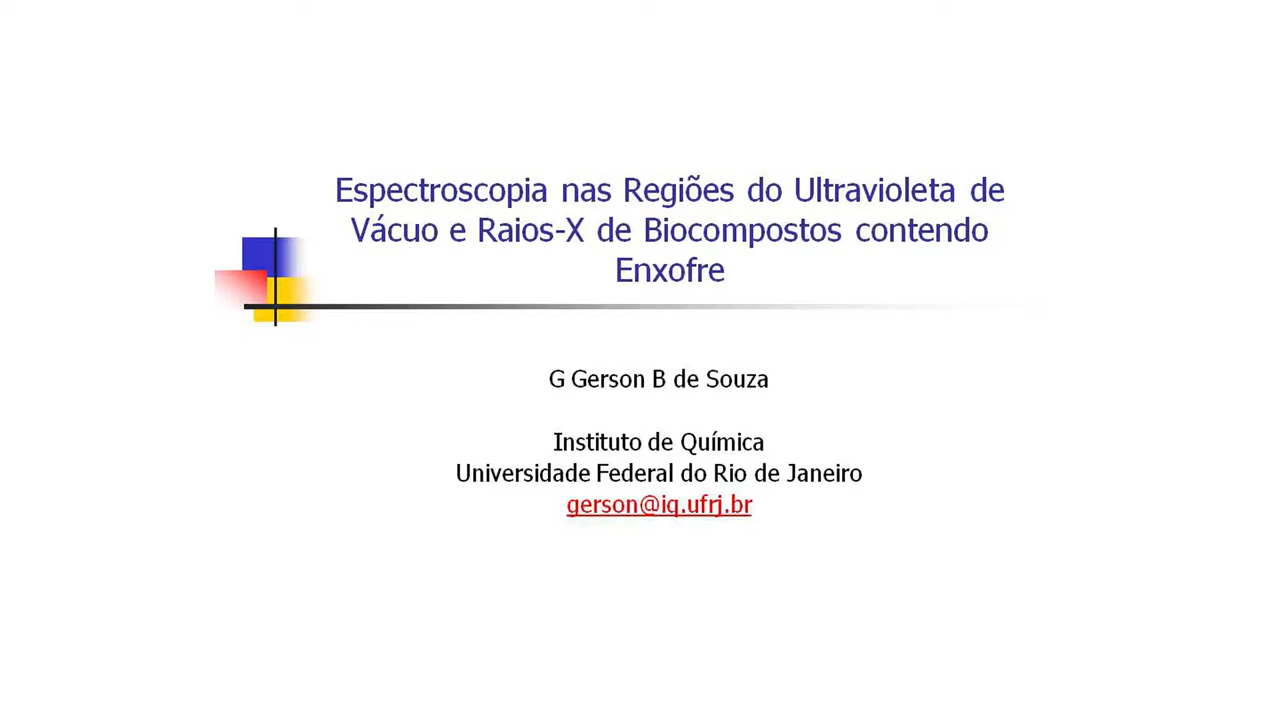 Espectroscopia nas Regiões do Ultravioleta de
Vácuo e Raios-X de Biocompostos contendo
Enxofre
G Gerson B de Souza
Instituto de Química
Universidade Federal do Rio de Janeiro
gerson@iq.ufrj.br